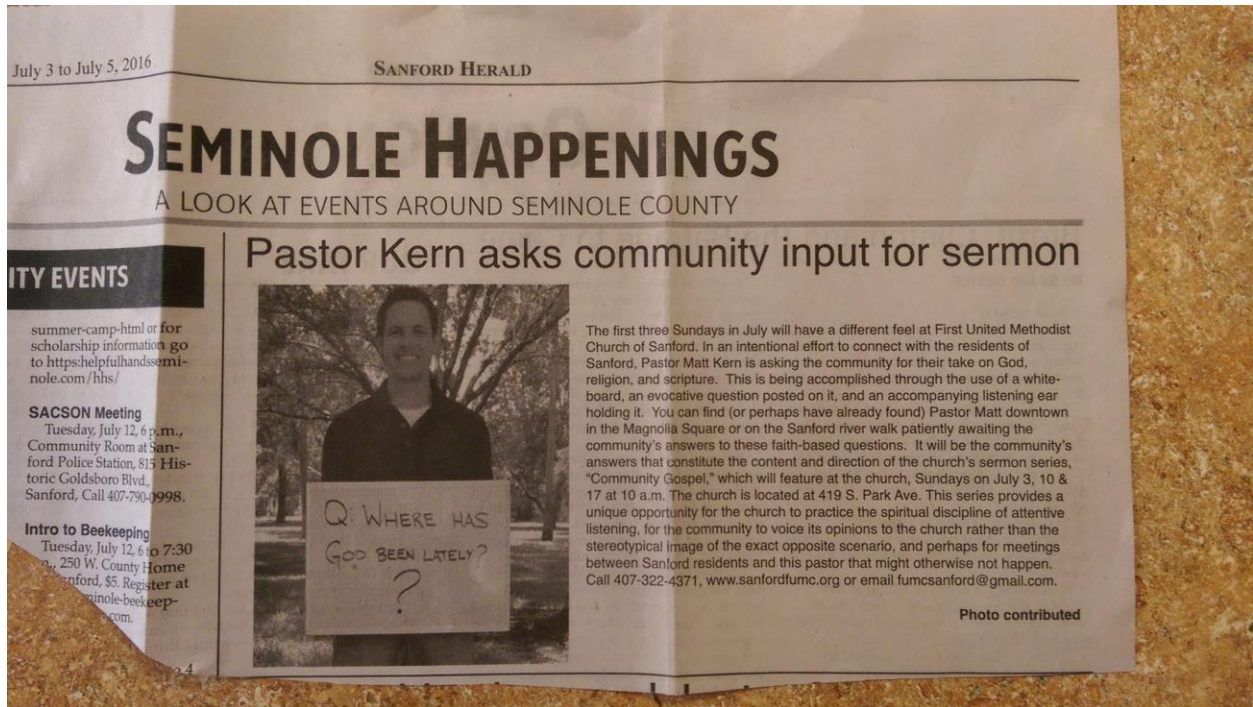 July 3 to July 5, 2016
SANFORD HERALD
SEMINOLE HAPPENINGS
A LOOK AT EVENTS AROUND SEMINOLE COUNTY
ITY EVENTS
summer-camp-html or for
scholarship information go
to https:helpfulhandssemi-
nole.com/hhs/
SACSON Meeting
Tuesday, July 12, 6 p.m.,
Community Room at San-
ford Police Station, 815 His-
toric Goldsboro Blvd.,
Sanford, Call 407-790-0998.
Intro to Beekeeping
Tuesday, July 12, 6 to 7:30
250 W. County Home
nford, $5. Register at
minole-beekeep-
com.
Pastor Kern asks community input for sermon
Q: WHERE HAS
GOD BEEN LATELY?
?
The first three Sundays in July will have a different feel at First United Methodist
Church of Sanford. In an intentional effort to connect with the residents of
Sanford, Pastor Matt Kern is asking the community for their take on God,
religion, and scripture. This is being accomplished through the use of a white-
board, an evocative question posted on it, and an accompanying listening ear
holding it. You can find (or perhaps have already found) Pastor Matt downtown
in the Magnolia Square or on the Sanford river walk patiently awaiting the
community's answers to these faith-based questions. It will be the community's
answers that constitute the content and direction of the church's sermon series,
"Community Gospel," which will feature at the church, Sundays on July 3, 10 &
17 at 10 a.m. The church is located at 419 S. Park Ave. This series provides a
unique opportunity for the church to practice the spiritual discipline of attentive
listening, for the community to voice its opinions to the church rather than the
stereotypical image of the exact opposite scenario, and perhaps for meetings
between Sanford residents and this pastor that might otherwise not happen.
Call 407-322-4371, www.sanfordfumc.org or email fumcsanford@gmail.com.
Photo contributed